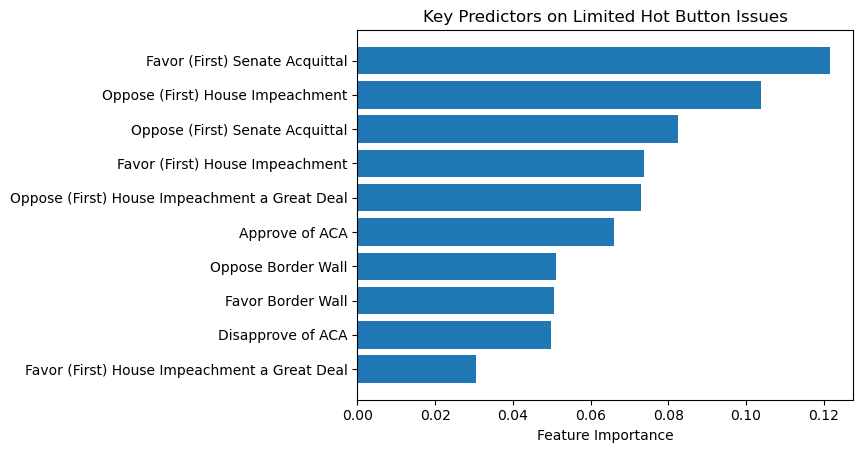 Key Predictors on Limited Hot Button Issues
Favor (First) Senate Acquittal
Oppose (First) House Impeachment
Oppose (First) Senate Acquittal
Favor (First) House Impeachment
Oppose (First) House Impeachment a Great Deal
Approve of ACA
Oppose Border Wall
Favor Border Wall
Disapprove of ACA
Favor (First) House Impeachment a Great Deal
0.00 0.02 0.04 0.06 0.08 0.10 0.12
Feature Importance